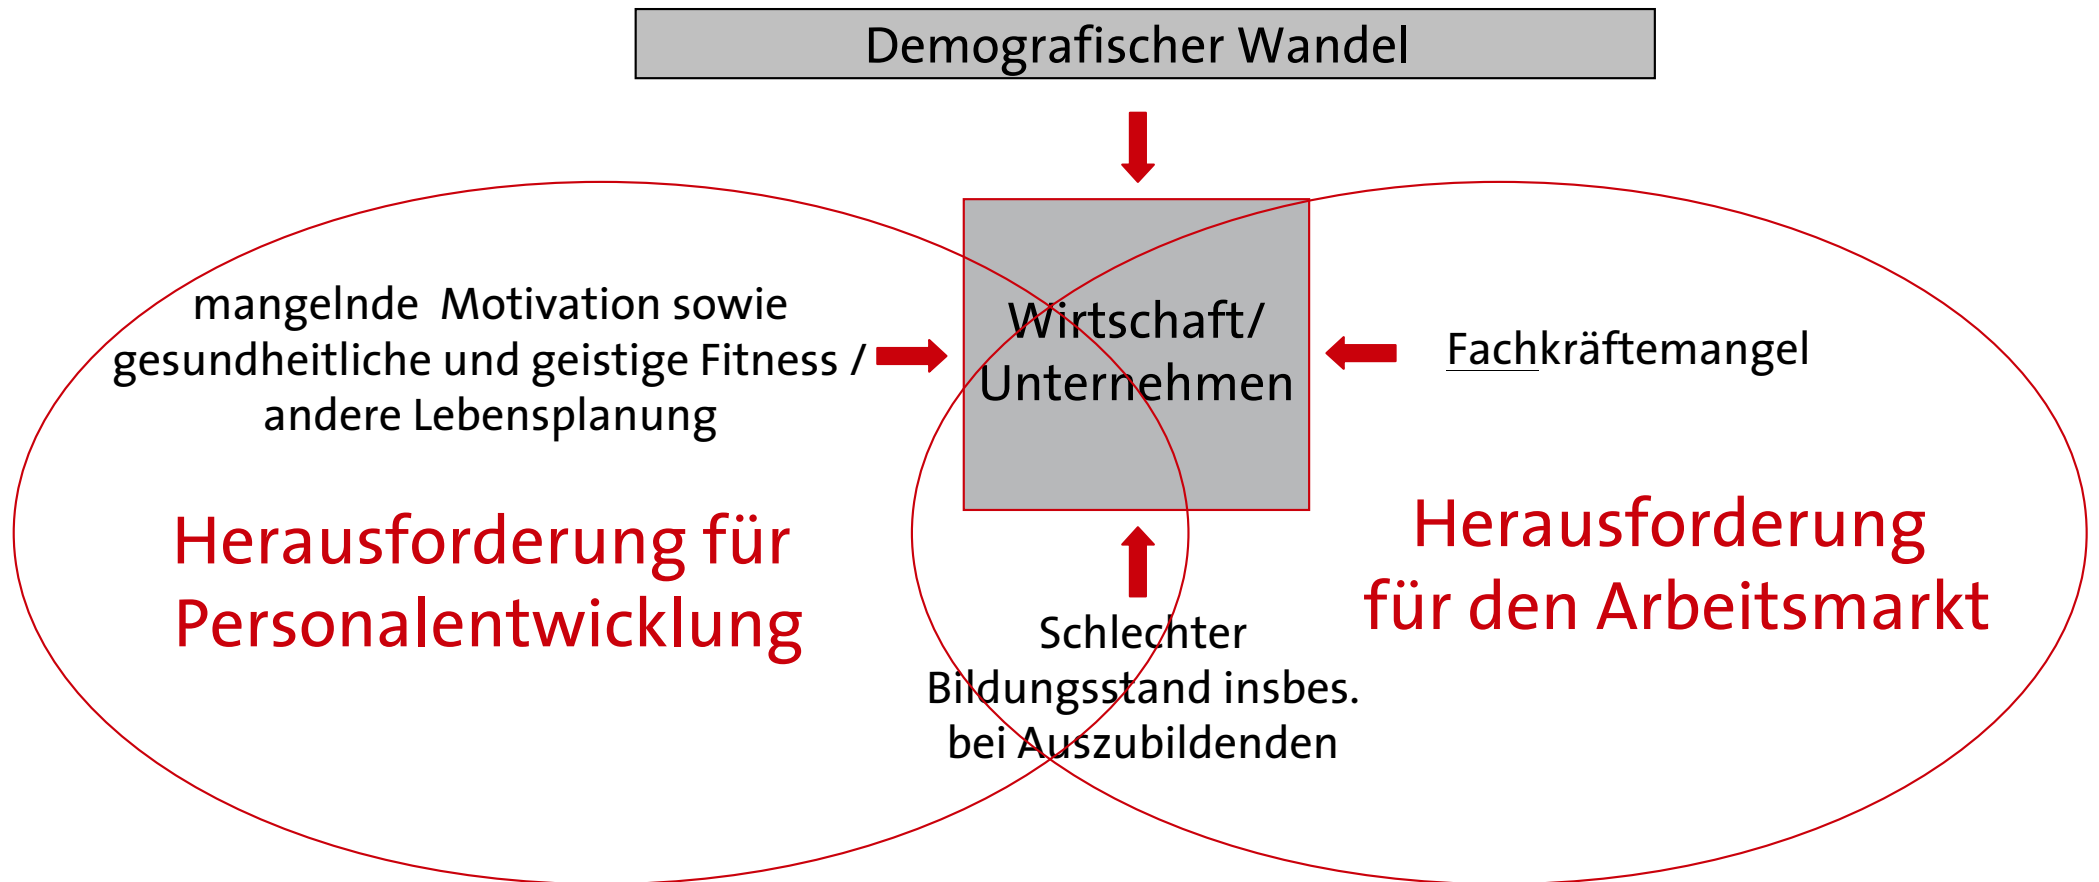 Demografischer Wandel
mangelnde Motivation sowie
gesundheitliche und geistige Fitness /
andere Lebensplanung
Wirtschaft/
Unternehmen
Fachkräftemangel
Herausforderung für
Personalentwicklung
Herausforderung
für den Arbeitsmarkt
Schlechter
Bildungsstand insbes.
bei Auszubildenden